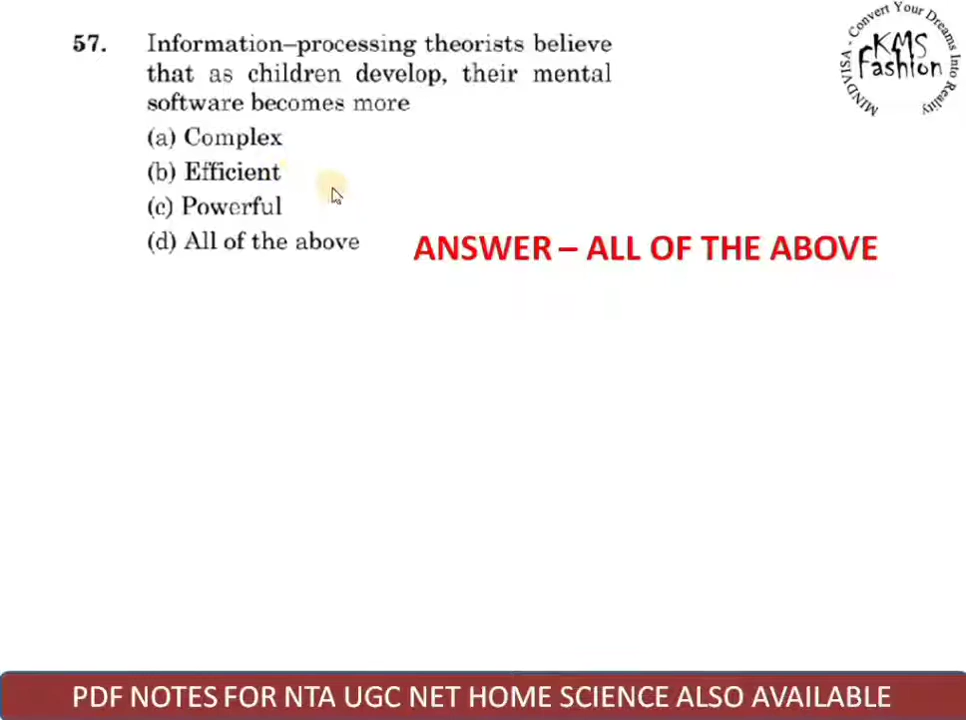 57. Information–processing theorists believe
that as children develop, their mental
software becomes more
(a) Complex
(b) Efficient
(c) Powerful
(d) All of the above
ANSWER – ALL OF THE ABOVE
MINDVISA - Convert Your Dreams Into Reality
KMS
Fashion
PDF NOTES FOR NTA UGC NET HOME SCIENCE ALSO AVAILABLE